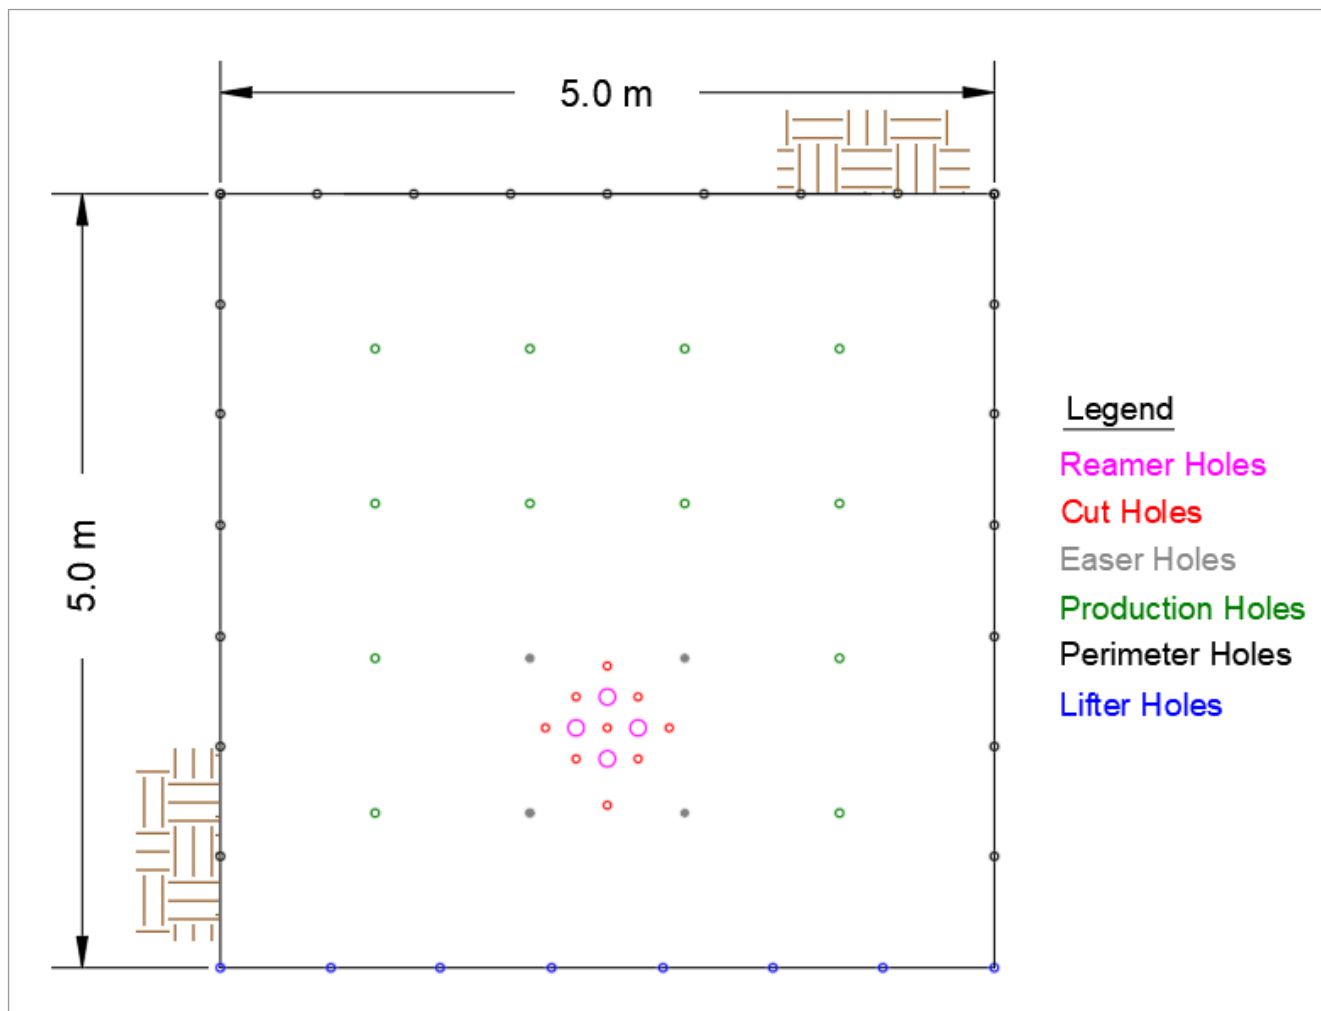 5.0 m
5.0 m
Legend
Reamer Holes
Cut Holes
Easer Holes
Production Holes
Perimeter Holes
Lifter Holes